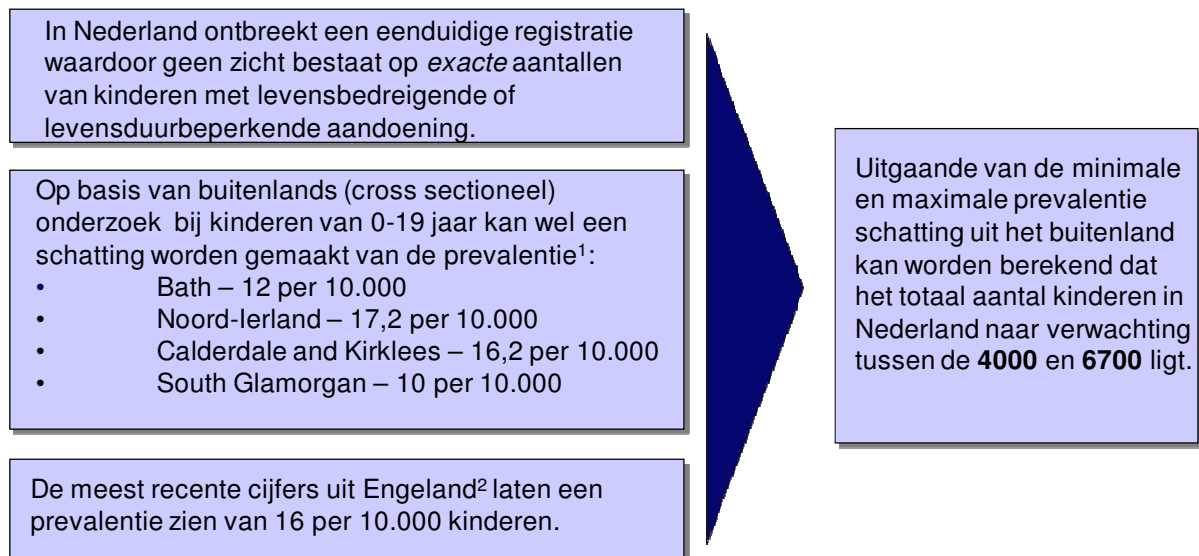 In Nederland ontbreekt een eenduidige registratie
waardoor geen zicht bestaat op exacte aantallen
van kinderen met levensbedreigende of
levensduurbeperkende aandoening.
Op basis van buitenlands (cross sectioneel)
onderzoek bij kinderen van 0-19 jaar kan wel een
schatting worden gemaakt van de prevalentie¹:
• Bath – 12 per 10.000
• Noord-Ierland – 17,2 per 10.000
• Calderdale and Kirklees – 16,2 per 10.000
• South Glamorgan – 10 per 10.000
De meest recente cijfers uit Engeland² laten een
prevalentie zien van 16 per 10.000 kinderen.
Uitgaande van de minimale
en maximale prevalentie
schatting uit het buitenland
kan worden berekend dat
het totaal aantal kinderen in
Nederland naar verwachting
tussen de 4000 en 6700 ligt.